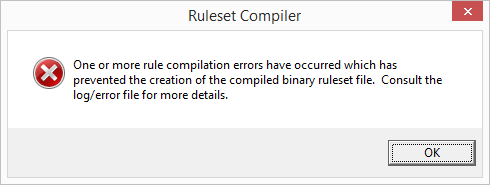 Ruleset Compiler
One or more rule compilation errors have occurred which has
prevented the creation of the compiled binary ruleset file.  Consult the
log/error file for more details.
OK